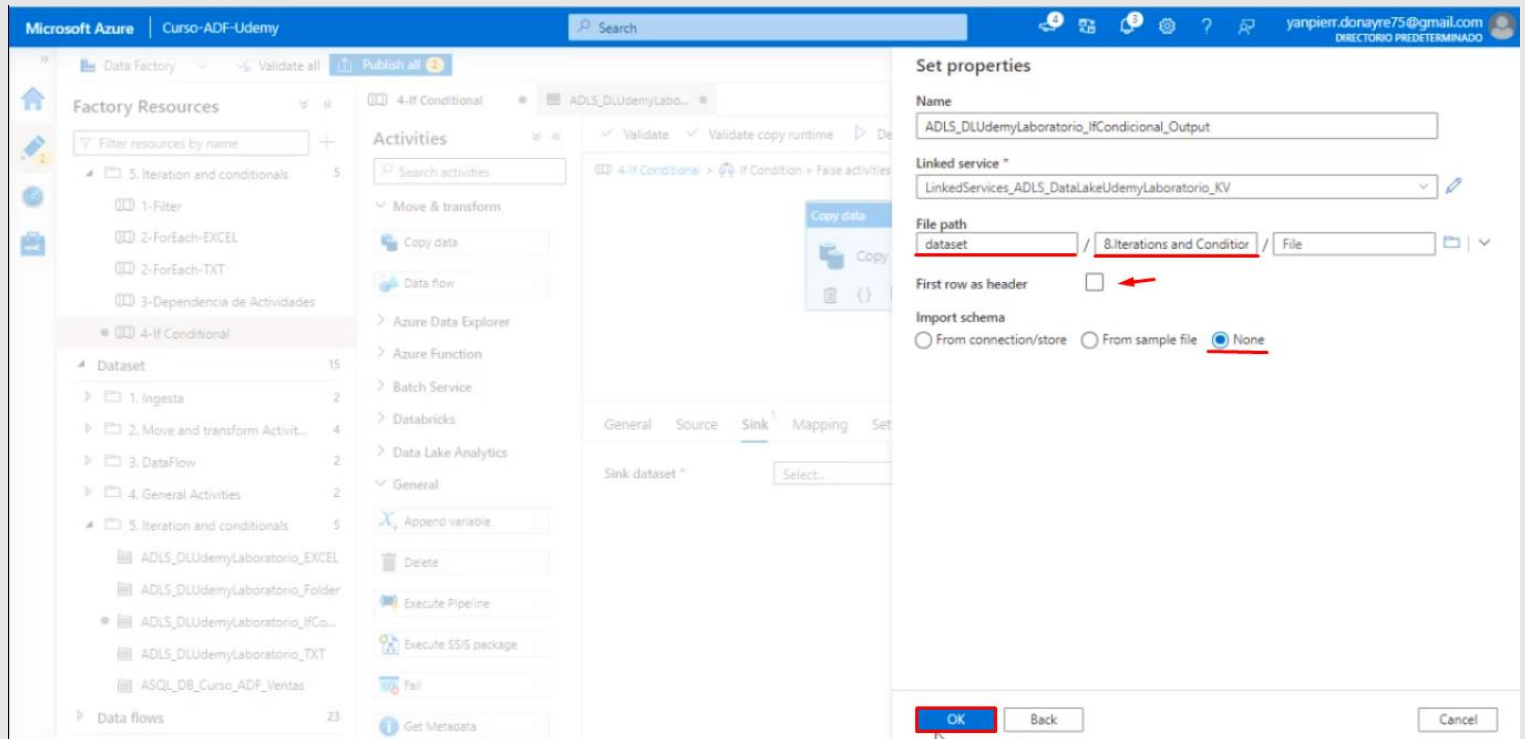 Microsoft Azure | Curso-ADF-Udemy
Search
4
3
yanpierr.donayre75@gmail.com
DIRECTORIO PREDETERMINADO
Data Factory
Validate all
Publish all 2
Factory Resources
Filter resources by name
5. Iteration and conditionals 5
1-Filter
2-ForEach-EXCEL
2-ForEach-TXT
3-Dependencia de Actividades
4-If Conditional
Dataset 15
1. Ingesta 2
2. Move and transform Activit... 4
3. DataFlow 2
4. General Activities 2
5. Iteration and conditionals 5
ADLS_DLUdemyLaboratorio_EXCEL
ADLS_DLUdemyLaboratorio_Folder
ADLS_DLUdemyLaboratorio_IfCo...
ADLS_DLUdemyLaboratorio_TXT
ASQL_DB_Curso_ADF_Ventas
Data flows 23
4-If Conditional
ADLS_DLUdemyLabo...
Activities
Search activities
Move & transform
Copy data
Data flow
Azure Data Explorer
Azure Function
Batch Service
Databricks
Data Lake Analytics
General
Append variable
Delete
Execute Pipeline
Execute SSIS package
Fail
Get Metadata
Validate
Validate copy runtime
De
4-If Conditional > If Condition > False activities
Copy data
Copy
General
Source
Sink 1
Mapping
Set
Sink dataset *
Select...
Set properties
Name
ADLS_DLUdemyLaboratorio_IfCondicional_Output
Linked service *
LinkedServices_ADLS_DataLakeUdemyLaboratorio_KV
File path
dataset / 8.Iterations and Condition / File
First row as header
Import schema
From connection/store
From sample file
None
OK
Back
Cancel